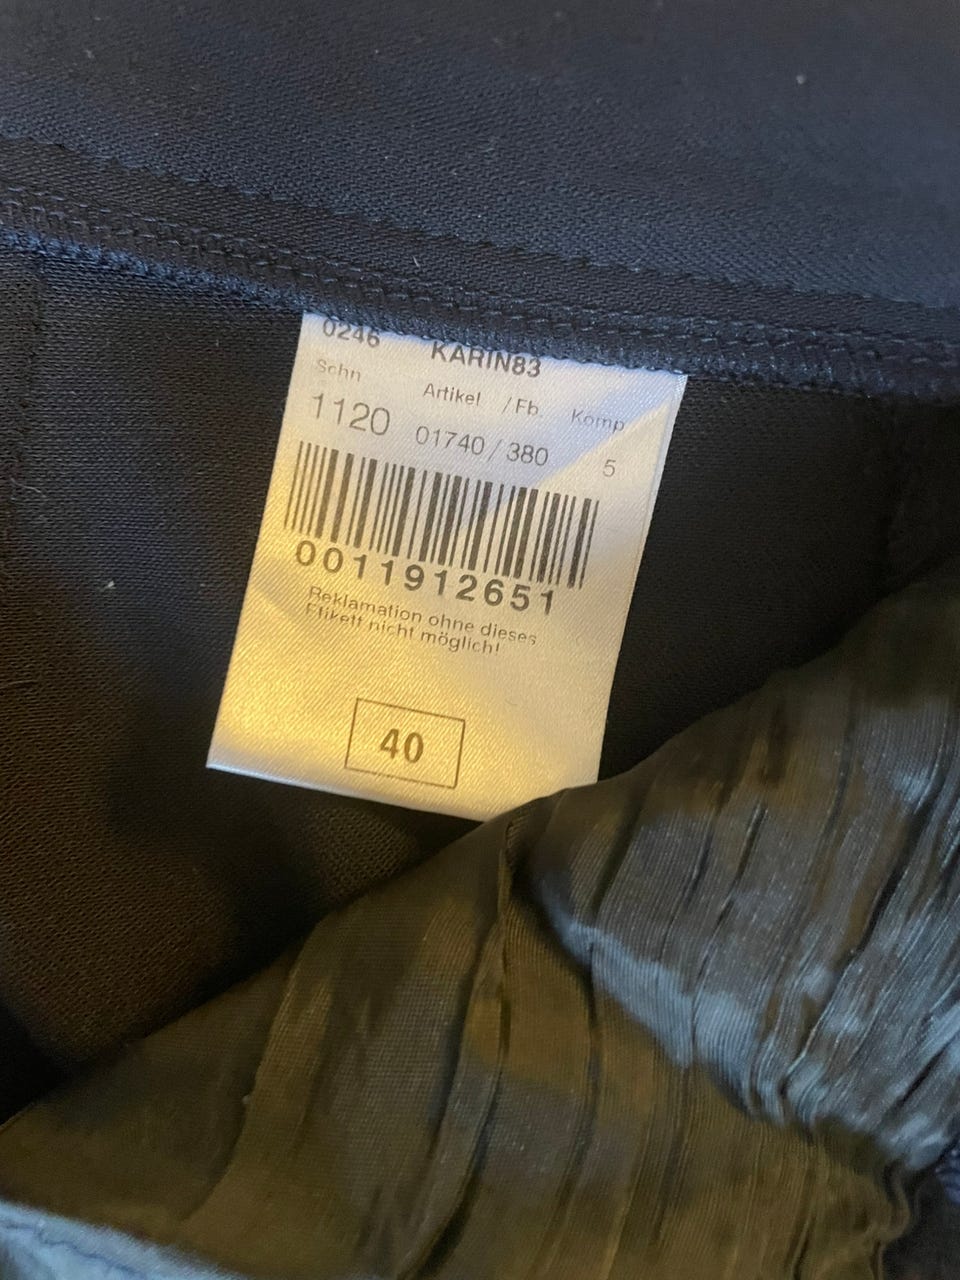 0246 KARIN83
Schn Artikel /Fb. Komp.
1120 01740/380 5
0011912651
Reklamation ohne dieses
Etikett nicht möglich!
40